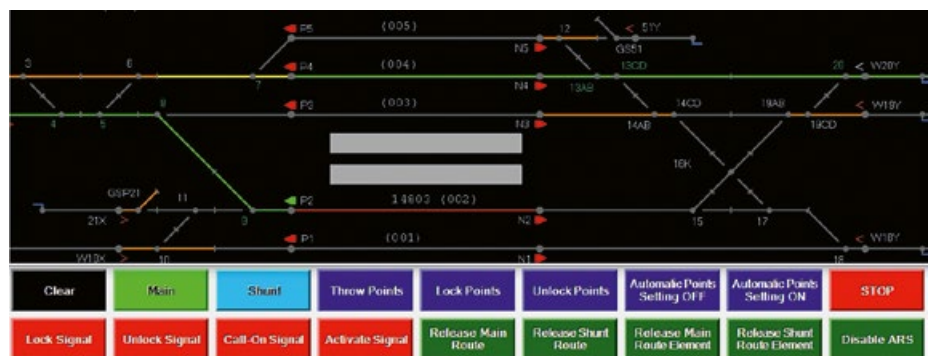 P5 (005) 12 51Y
N5 GS51
3 6 P4 (004) 13CD 20 W20Y
7 N4 13AB
8 P3 (003) 14CD 19AB W19Y
4 5 N3 14AB 19CD
16K
GSP21 11 P2 14803 (002)
21X 9 N2 15 17
P1 (001) W18Y
W18X 10 N1 18
Clear Main Shunt Throw Points Lock Points Unlock Points Automatic Points Setting OFF Automatic Points Setting ON STOP
Lock Signal Unlock Signal Call-On Signal Activate Signal Release Main Route Release Shunt Route Release Main Route Element Release Shunt Route Element Disable ARS